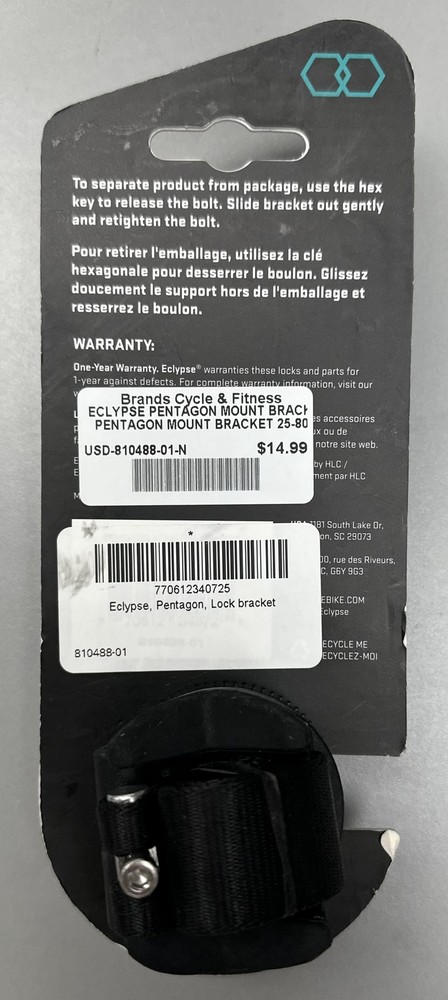 To separate product from package, use the hex
key to release the bolt. Slide bracket out gently
and retighten the bolt.
Pour retirer l'emballage, utilisez la clé
hexagonale pour desserrer le boulon. Glissez
doucement le support hors de l'emballage et
resserrez le boulon.
WARRANTY:
One-Year Warranty. Eclypse® warranties these locks and parts for
1-year against defects. For complete warranty information, visit our
es accessoires
ux ou de
notre site web.
by HLC /
ment par HLC
Brands Cycle & Fitness
ECLYPSE PENTAGON MOUNT BRACK
PENTAGON MOUNT BRACKET 25-80
USD-810488-01-N $14.99
1181 South Lake Dr,
on, SC 29073
00, rue des Riveurs,
C, G6Y 9G3
EBIKE.COM
clypse
ECYCLE ME
ECYCLEZ-MOI
*
770612340725
Eclypse, Pentagon, Lock bracket
810488-01